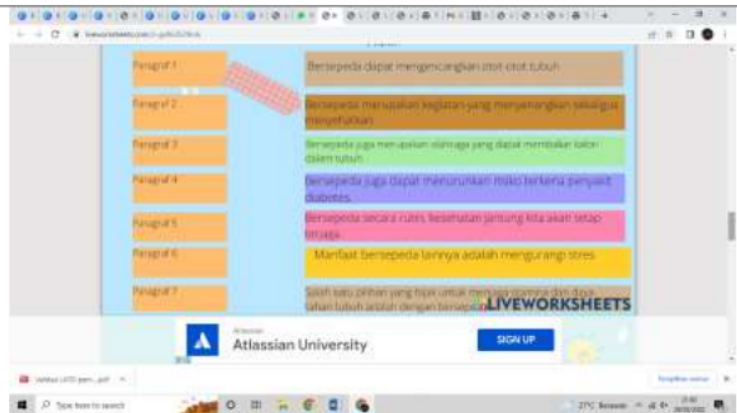 liveworksheets.com
Paragraf 1
Bersepeda dapat mengencangkan otot-otot tubuh
Paragraf 2
Bersepeda merupakan kegiatan yang menyenangkan sekaligus
menyehatkan
Paragraf 3
Bersepeda juga merupakan olahraga yang dapat membakar kalori
dalam tubuh
Paragraf 4
Bersepeda juga dapat menurunkan risiko terkena penyakit
diabetes
Paragraf 5
Bersepeda secara rutin, kesehatan jantung kita akan tetap
terjaga
Paragraf 6
Manfaat bersepeda lainnya adalah mengurangi stres
Paragraf 7
Salah satu pilihan yang bijak untuk menjaga stamina dan daya
tahan tubuh adalah dengan bersepeda
LIVEWORKSHEETS
Atlassian
Atlassian University
SIGN UP
Type here to search
27°C